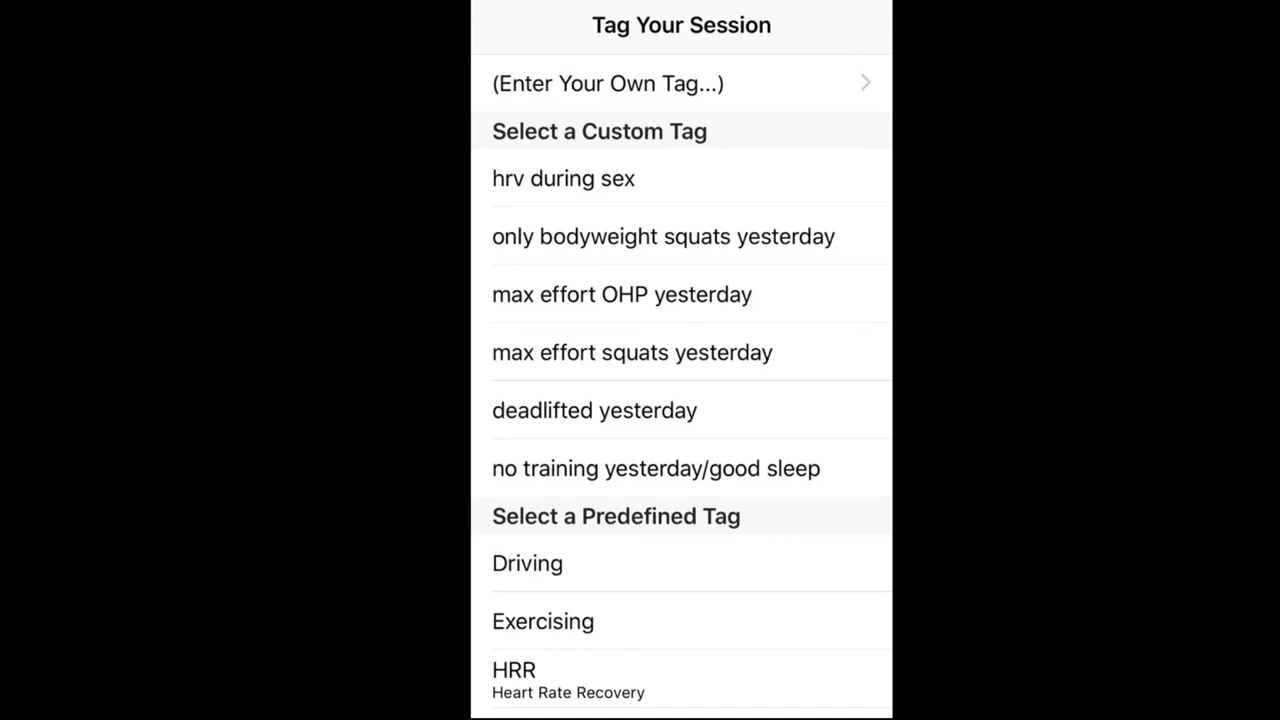 Tag Your Session
(Enter Your Own Tag...)
Select a Custom Tag
hrv during sex
only bodyweight squats yesterday
max effort OHP yesterday
max effort squats yesterday
deadlifted yesterday
no training yesterday/good sleep
Select a Predefined Tag
Driving
Exercising
HRR
Heart Rate Recovery